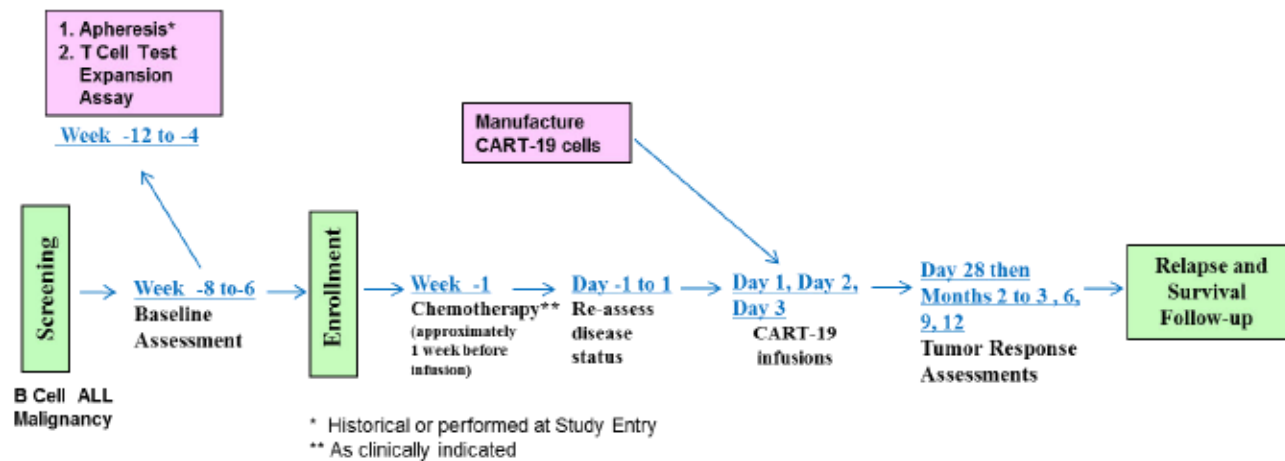 1. Apheresis*
2. T Cell Test
Expansion
Assay
Week -12 to -4
Manufacture
CART-19 cells
Screening
B Cell ALL
Malignancy
Week -8 to-6
Baseline
Assessment
Enrollment
Week -1
Chemotherapy**
(approximately
1 week before
infusion)
Day -1 to 1
Re-assess
disease
status
Day 1, Day 2,
Day 3
CART-19
infusions
Day 28 then
Months 2 to 3 , 6,
9, 12
Tumor Response
Assessments
Relapse and
Survival
Follow-up
* Historical or performed at Study Entry
** As clinically indicated